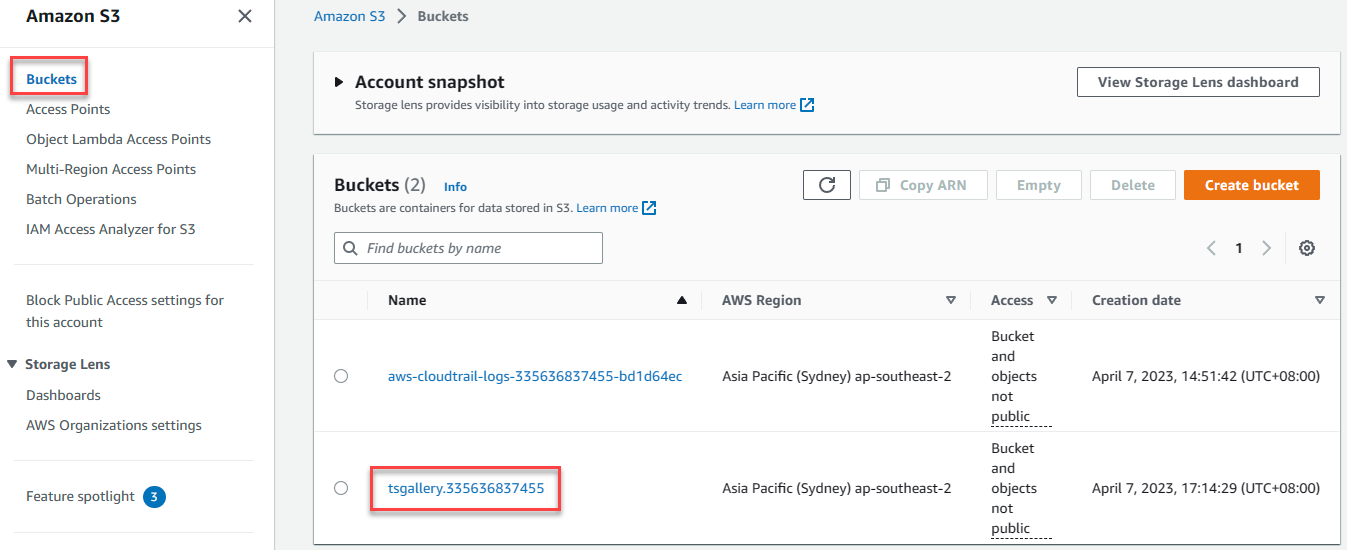 Amazon S3
Buckets
Access Points
Object Lambda Access Points
Multi-Region Access Points
Batch Operations
IAM Access Analyzer for S3
Block Public Access settings for
this account
Storage Lens
Dashboards
AWS Organizations settings
Feature spotlight 3
Amazon S3 > Buckets
Account snapshot
View Storage Lens dashboard
Storage lens provides visibility into storage usage and activity trends. Learn more
Buckets (2) Info
Copy ARN Empty Delete Create bucket
Buckets are containers for data stored in S3. Learn more
Find buckets by name
1
Name AWS Region Access Creation date
aws-cloudtrail-logs-335636837455-bd1d64ec Asia Pacific (Sydney) ap-southeast-2
Bucket
and
objects
not
public
April 7, 2023, 14:51:42 (UTC+08:00)
tsgallery.335636837455 Asia Pacific (Sydney) ap-southeast-2
Bucket
and
objects
not
public
April 7, 2023, 17:14:29 (UTC+08:00)